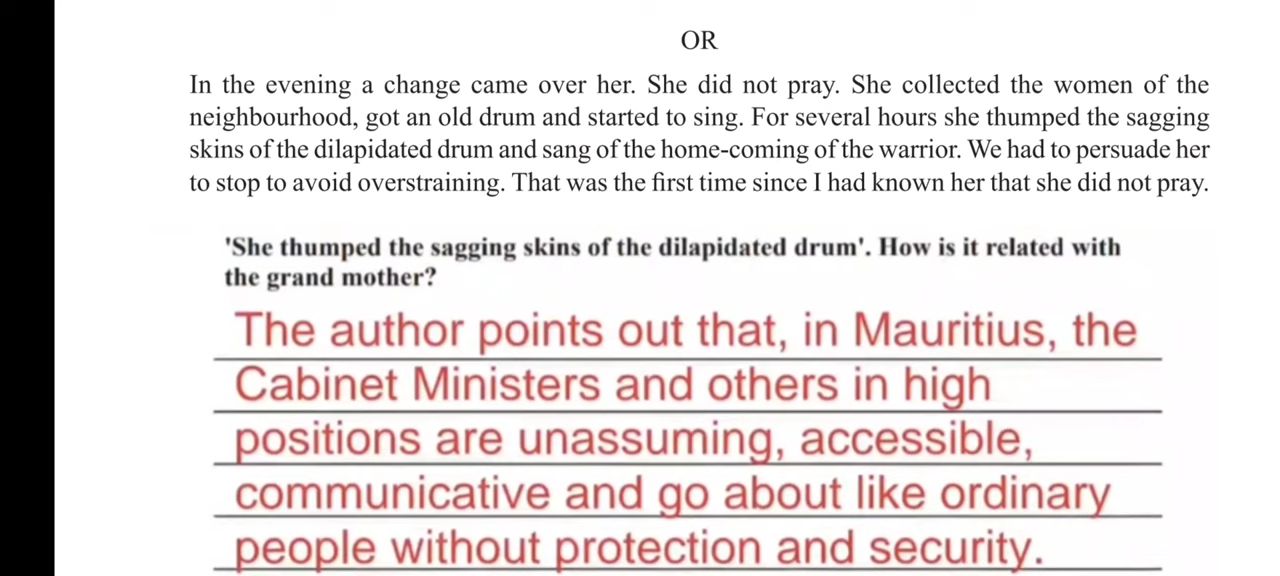 OR
In the evening a change came over her. She did not pray. She collected the women of the
neighbourhood, got an old drum and started to sing. For several hours she thumped the sagging
skins of the dilapidated drum and sang of the home-coming of the warrior. We had to persuade her
to stop to avoid overstraining. That was the first time since I had known her that she did not pray.
'She thumped the sagging skins of the dilapidated drum'. How is it related with
the grand mother?
The author points out that, in Mauritius, the
Cabinet Ministers and others in high
positions are unassuming, accessible,
communicative and go about like ordinary
people without protection and security.